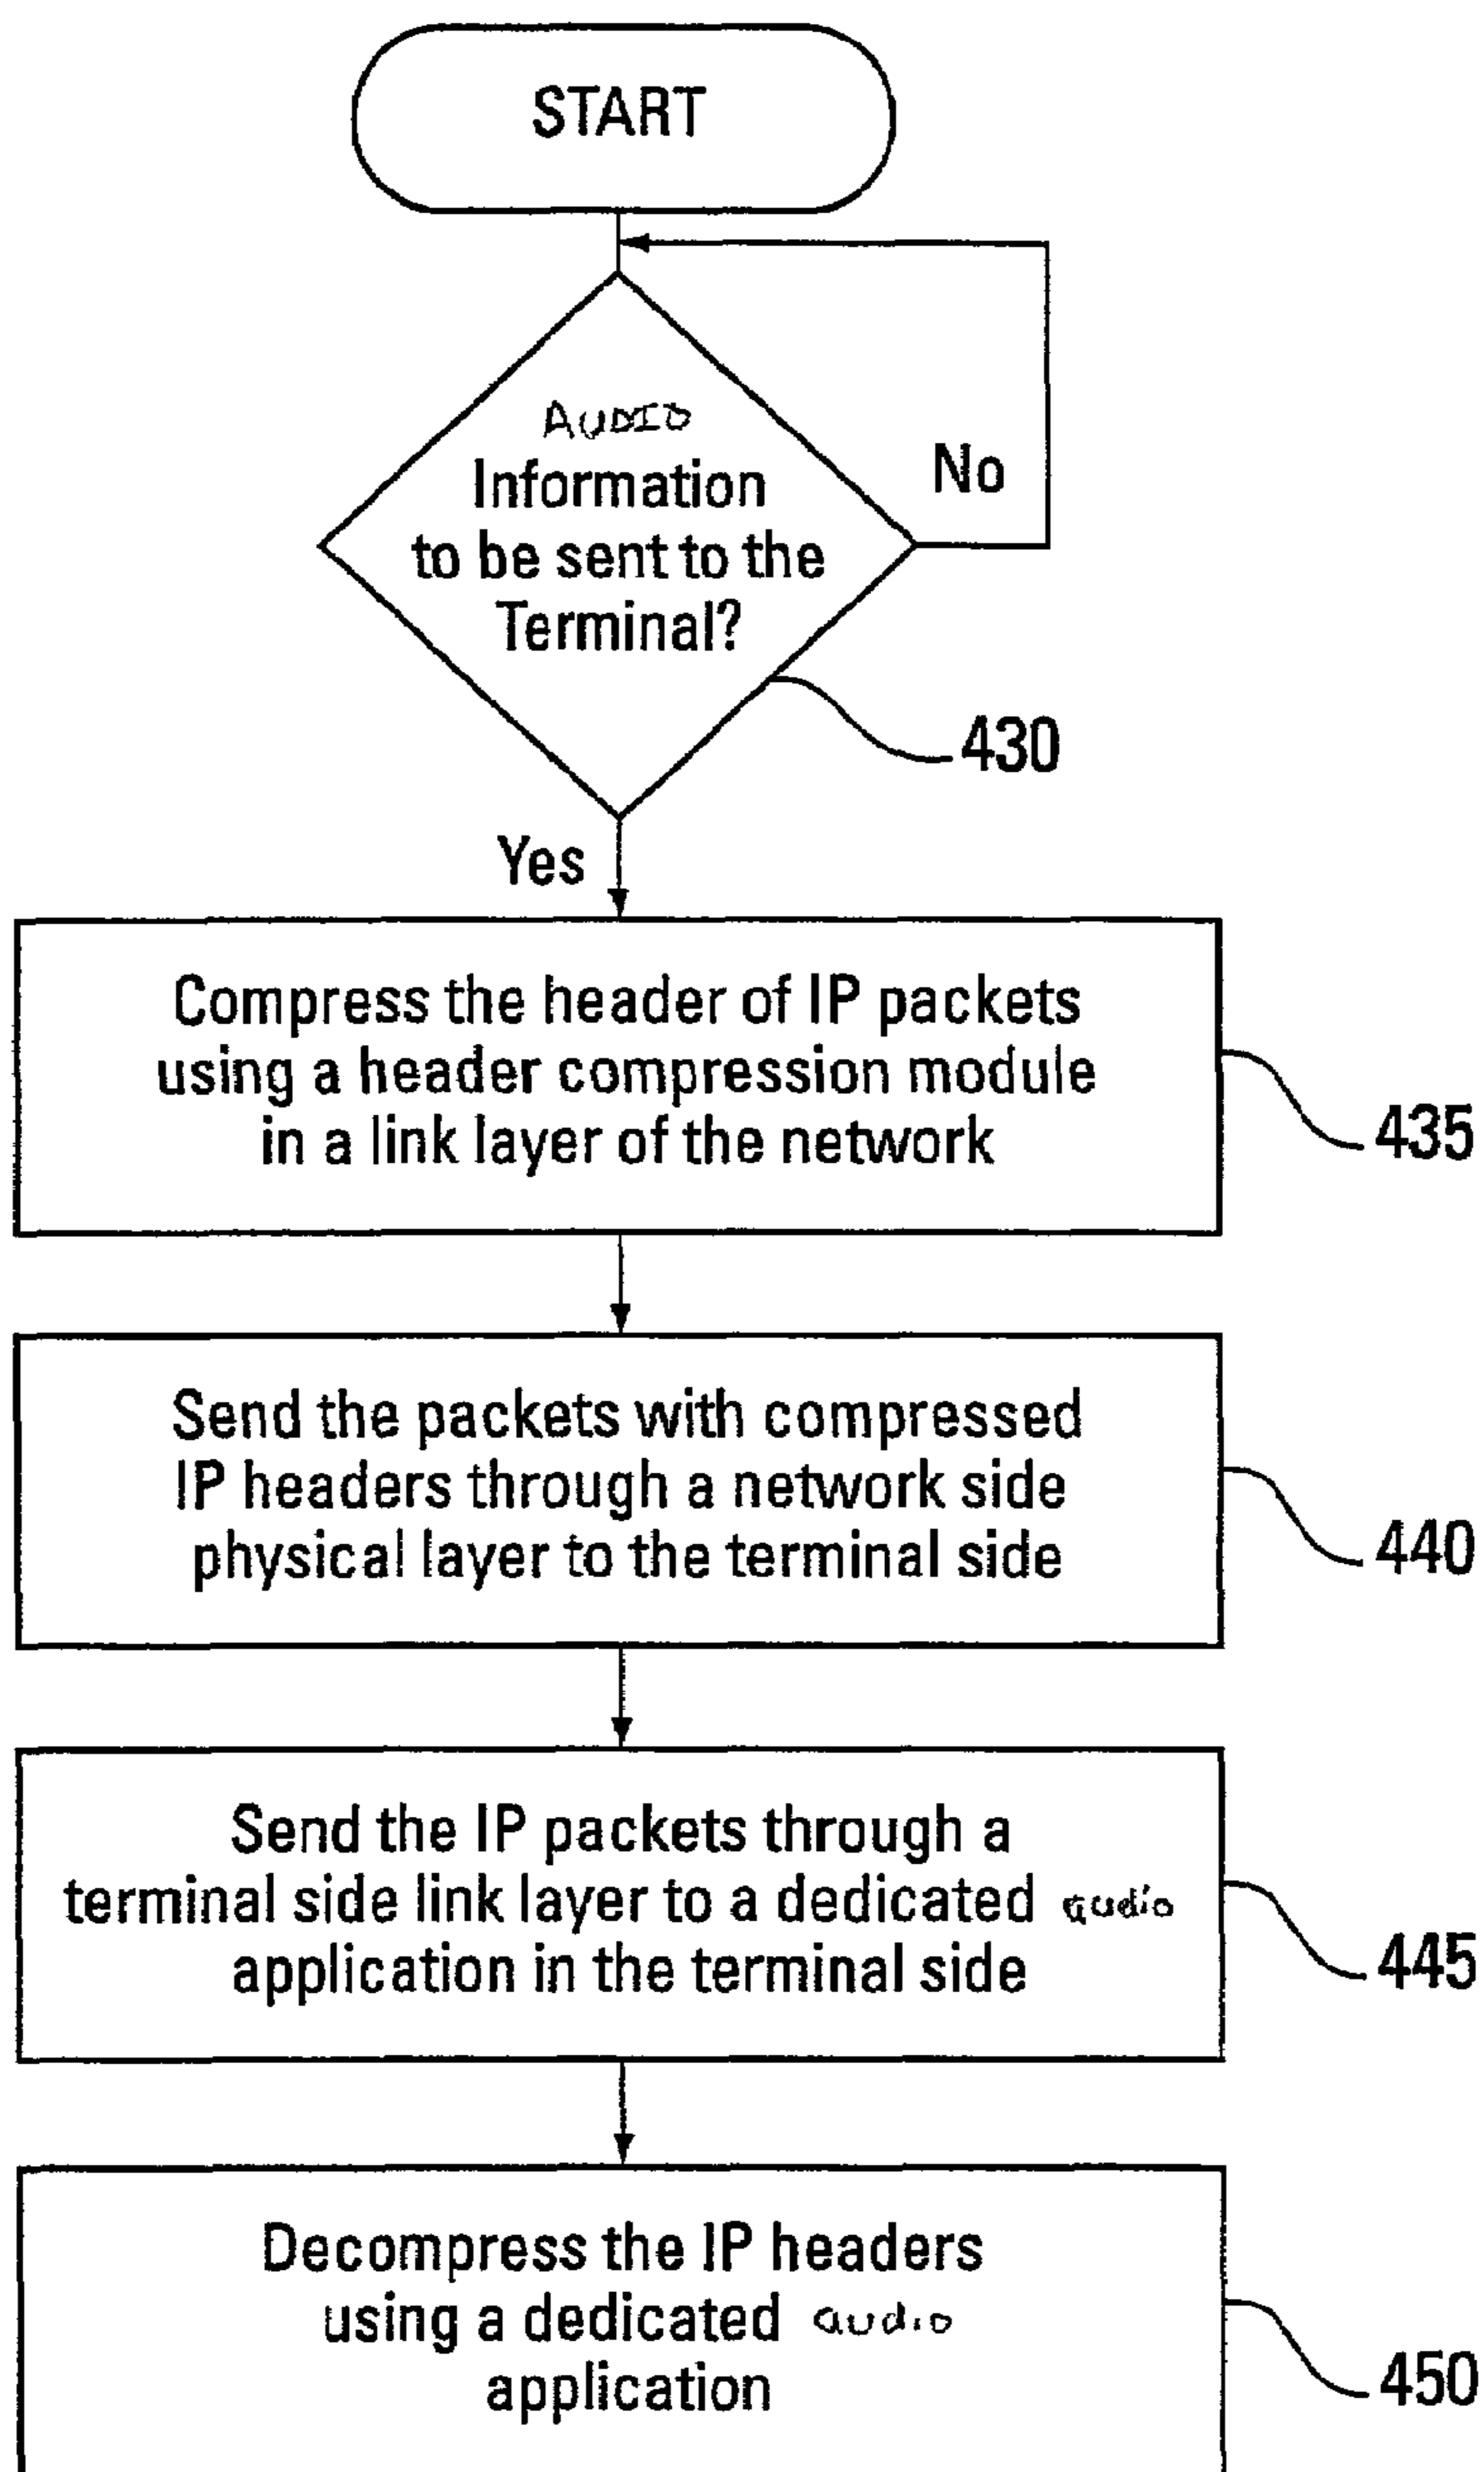 START
AUDIO
Information
to be sent to the
Terminal?
No
430
Yes
Compress the header of IP packets
using a header compression module
in a link layer of the network
435
Send the packets with compressed
IP headers through a network side
physical layer to the terminal side
440
Send the IP packets through a
terminal side link layer to a dedicated audio
application in the terminal side
445
Decompress the IP headers
using a dedicated audio
application
450